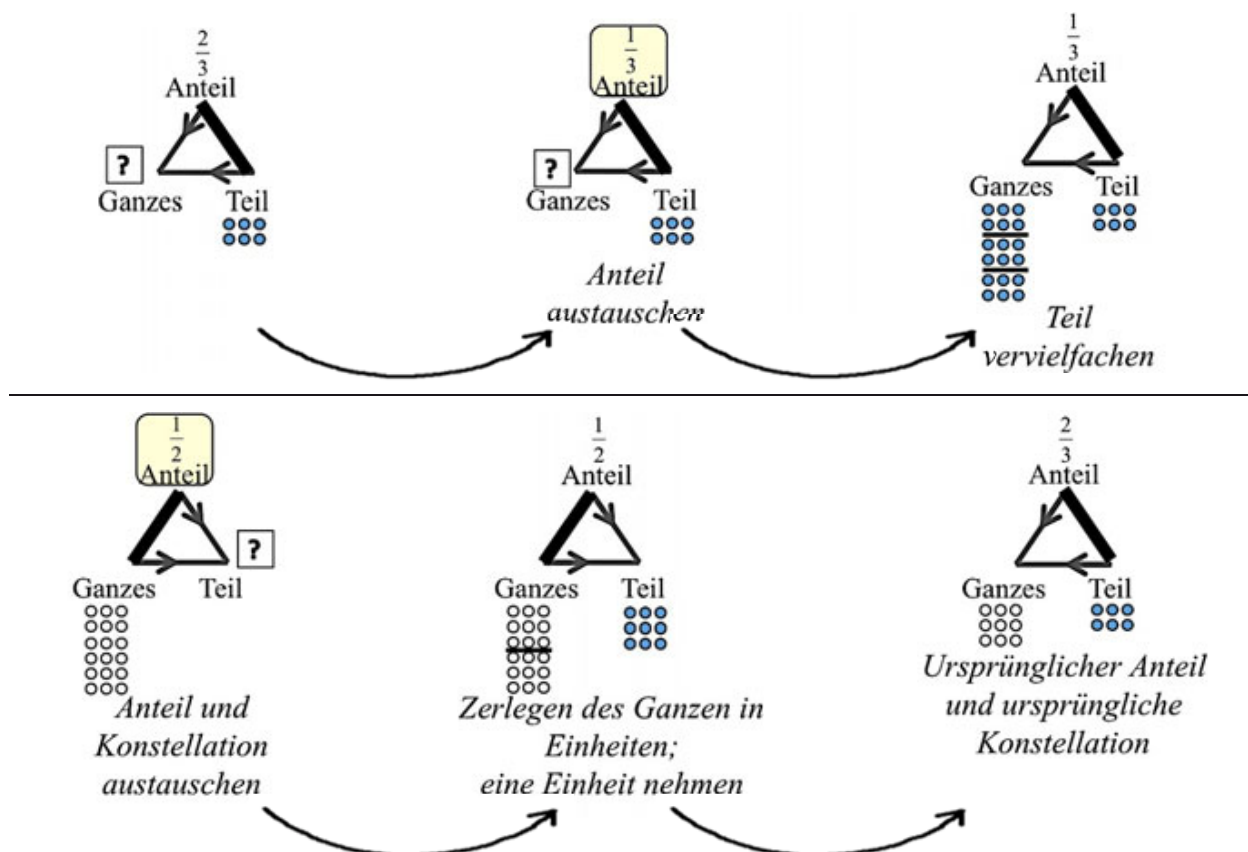 2
3
Anteil
?
Ganzes Teil
1
3
Anteil
?
Ganzes Teil
Anteil
austauschen
1
3
Anteil
Ganzes Teil
Teil
vervielfachen
1
2
Anteil
?
Ganzes Teil
Anteil und
Konstellation
austauschen
1
2
Anteil
Ganzes Teil
Zerlegen des Ganzen in
Einheiten;
eine Einheit nehmen
2
3
Anteil
Ganzes Teil
Ursprünglicher Anteil
und ursprüngliche
Konstellation